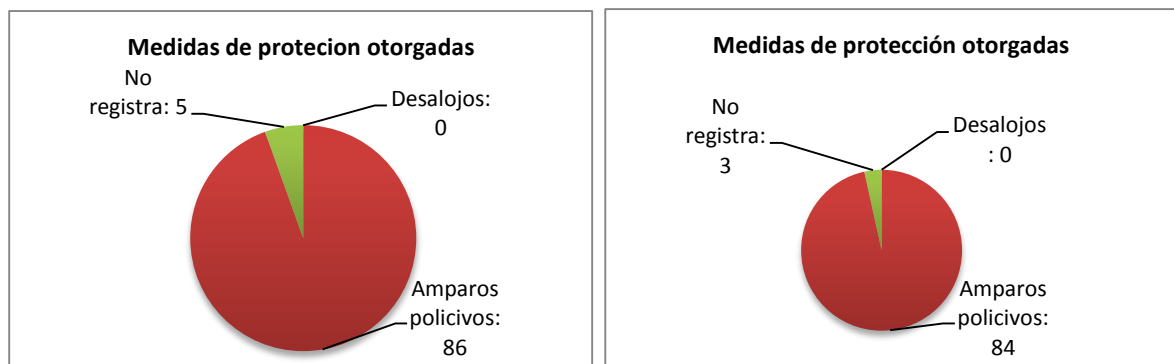 Medidas de protecion otorgadas
No
registra: 5
Desalojos:
0
Amparos
policivos:
86
Medidas de protección otorgadas
No
registra:
3
Desalojos
: 0
Amparos
policivos:
84